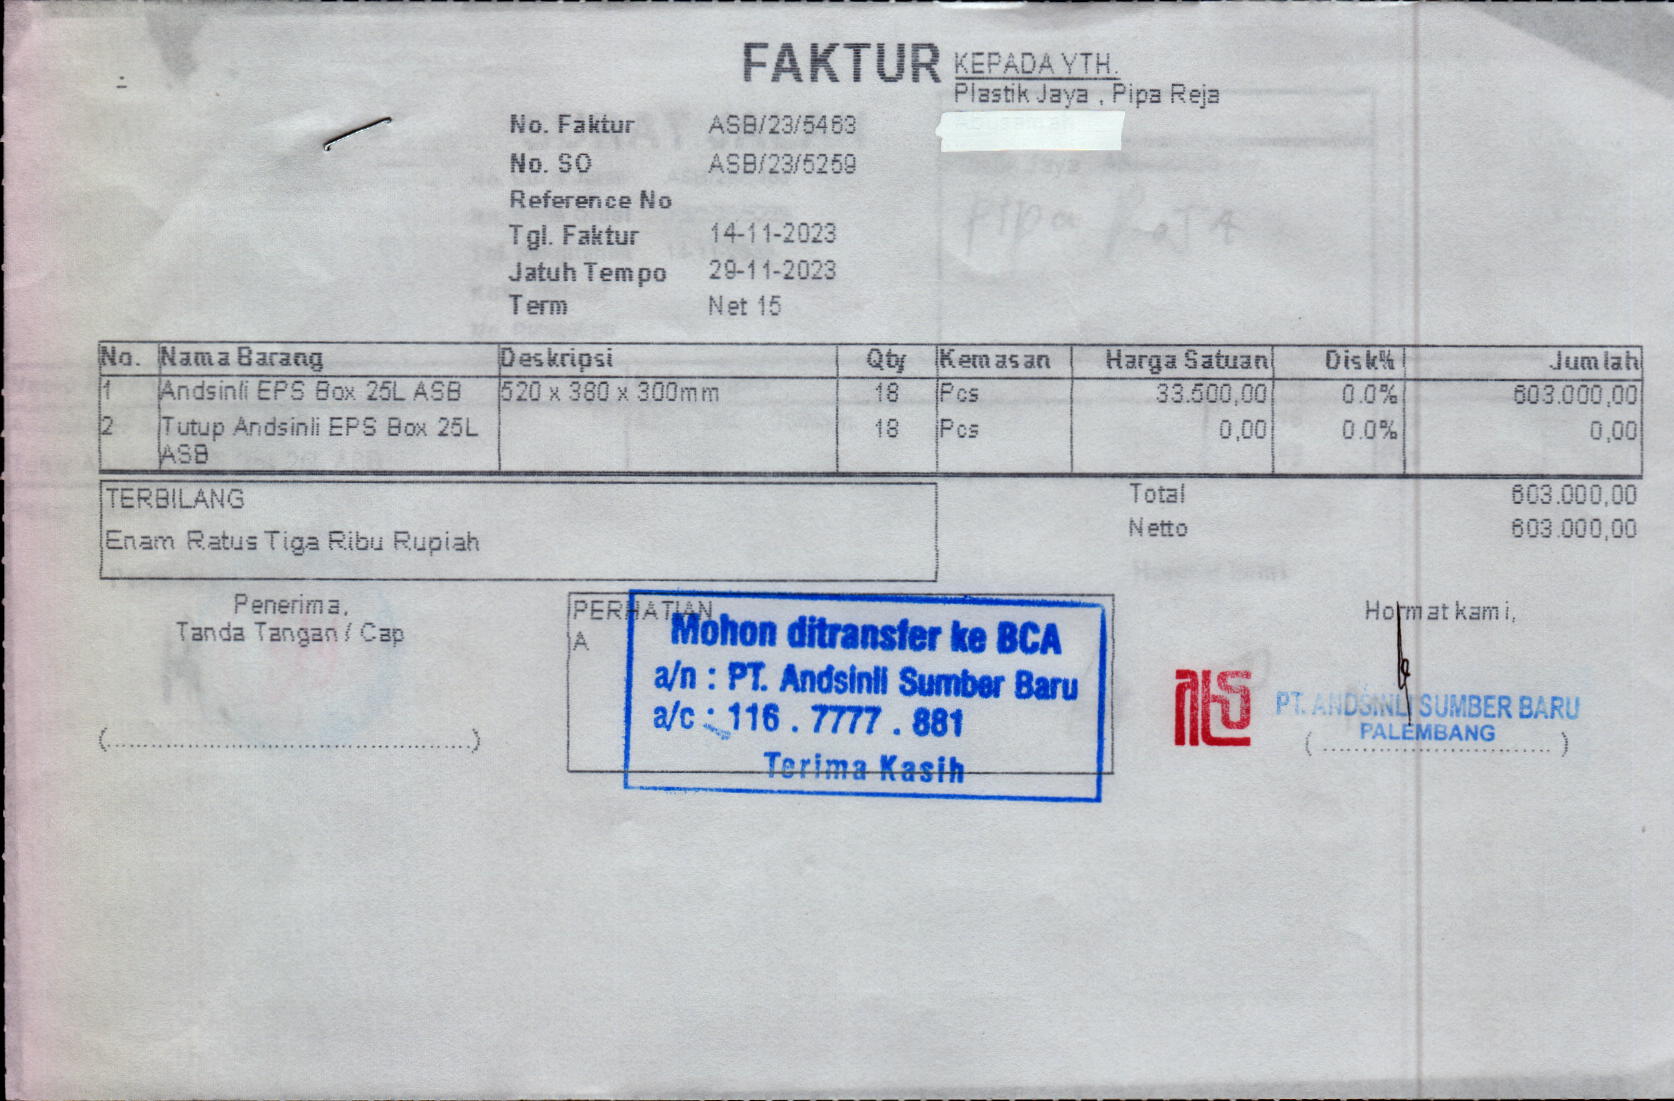 FAKTUR
KEPADA YTH.
Plastik Jaya , Pipa Reja
No. Faktur ASB/23/5463
No. SO ASB/23/5259
Reference No
Tgl. Faktur 14-11-2023
Jatuh Tempo 29-11-2023
Term Net 15
No. Nama Barang Deskripsi Qty Kemasan Harga Satuan Disk% Jumlah
1 Andsinli EPS Box 25L ASB 520 x 380 x 300mm 18 Pcs 33.500,00 0.0% 603.000,00
2 Tutup Andsinli EPS Box 25L 18 Pcs 0,00 0.0% 0,00
ASB
TERBILANG
Enam Ratus Tiga Ribu Rupiah
Total 603.000,00
Netto 603.000,00
Penerima,
Tanda Tangan / Cap
PERHATIAN
A
Mohon ditransfer ke BCA
a/n : PT. Andsinli Sumber Baru
a/c : 116 . 7777 . 881
Terima Kasih
Hormat kami,
PT. ANDSINLI SUMBER BARU
PALEMBANG
Pipa Reja